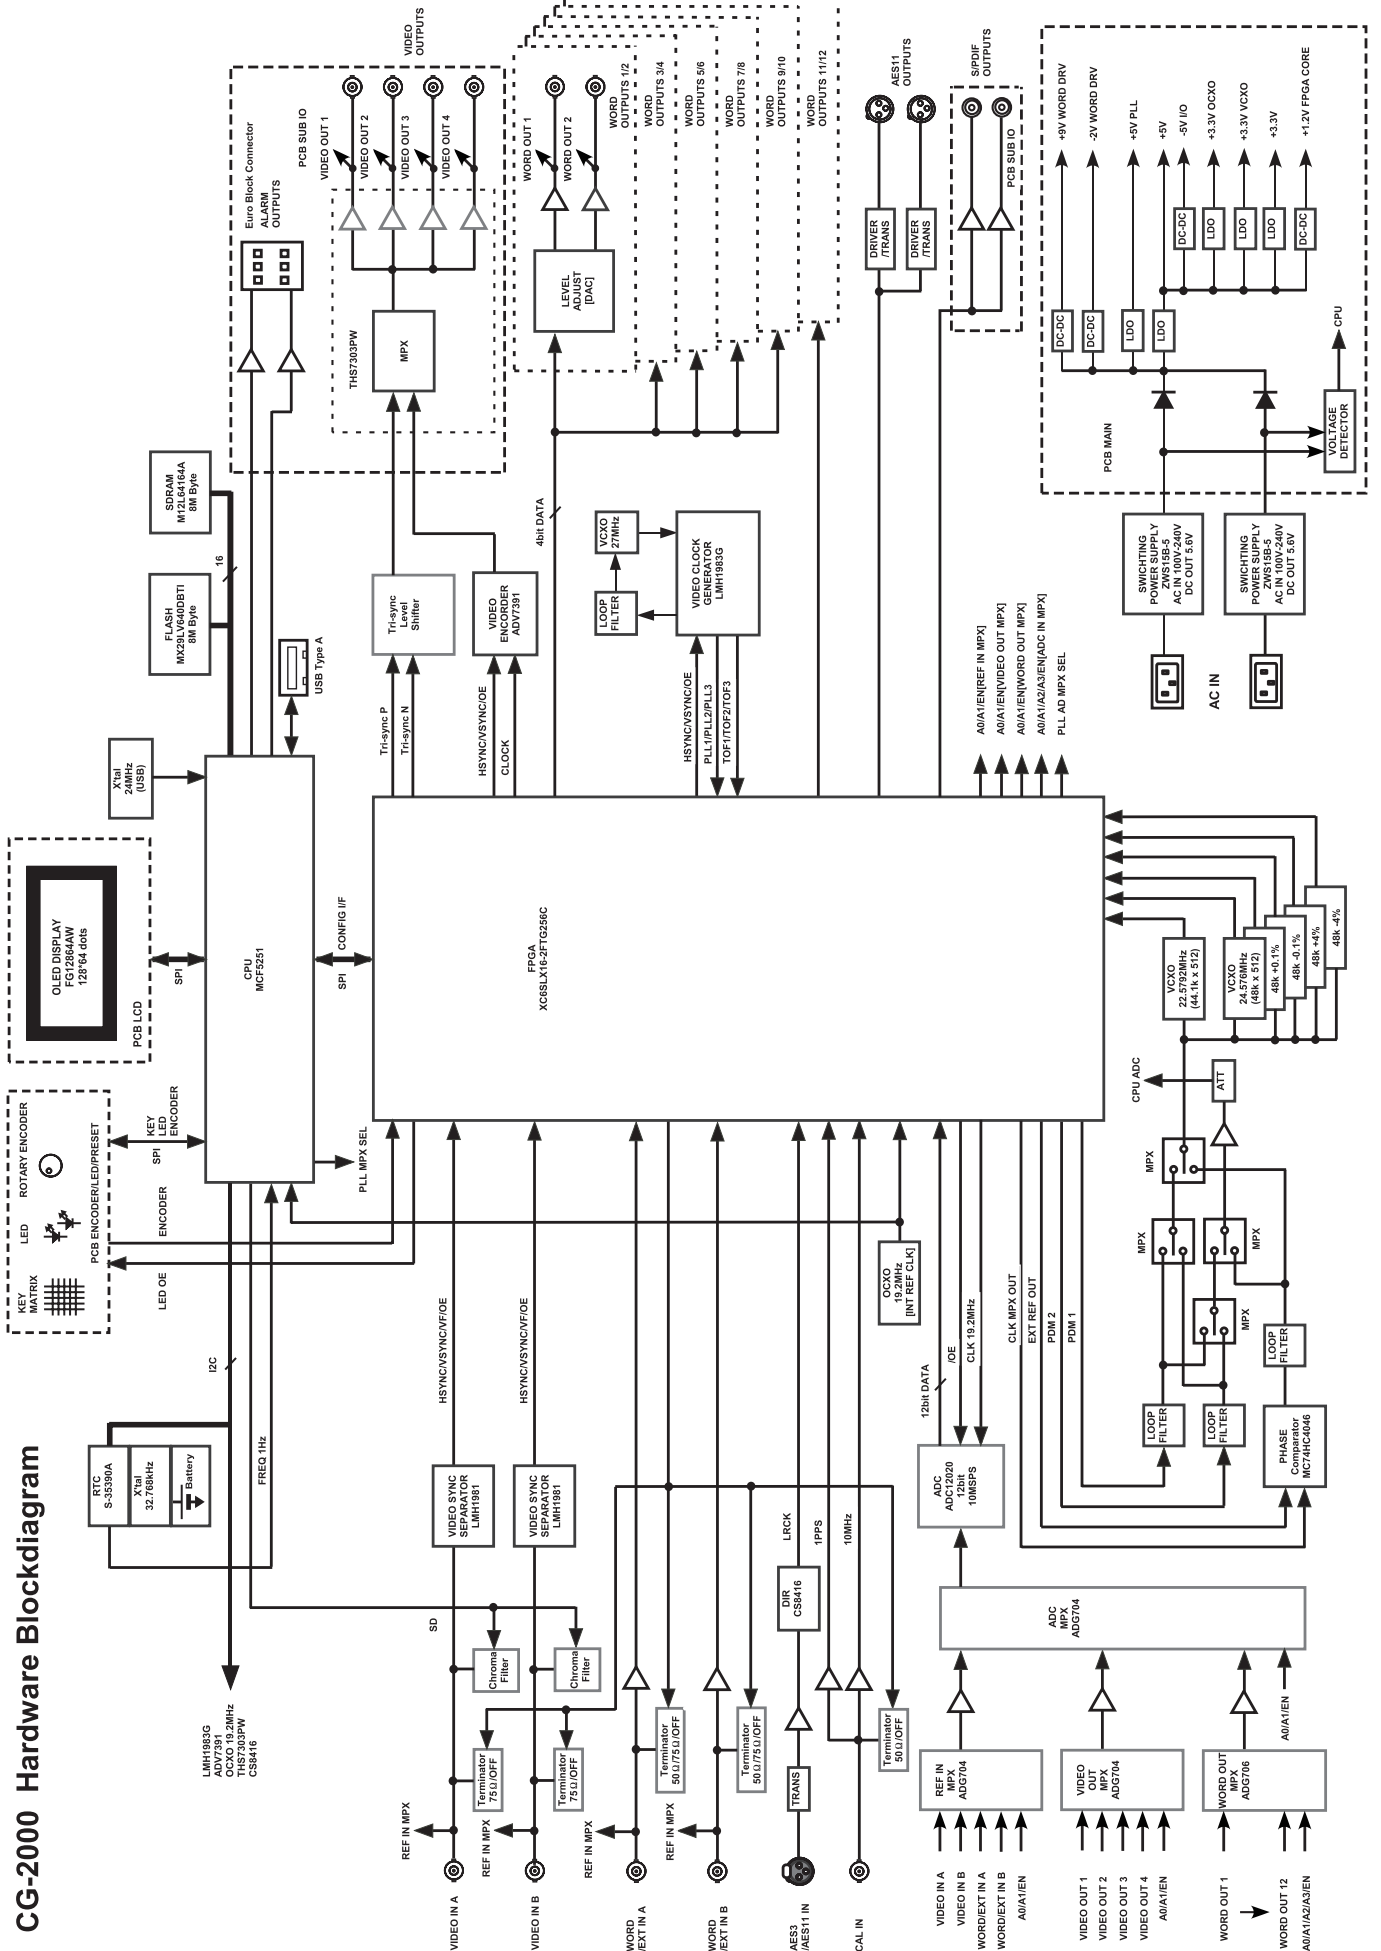 CG-2000 Hardware Blockdiagram
KEY
MATRIX
LED
ROTARY ENCODER
PCB ENCODER/LED/PRESET
OLED DISPLAY
FG12864AW
128*64 dots
PCB LCD
LED OE
ENCODER
SPI
KEY
LED
ENCODER
SPI
X'tal
24MHz
(USB)
FLASH
MX29LV640DBTI
8M Byte
SDRAM
M12L64164A
8M Byte
16
USB Type A
RTC
S-35390A
X'tal
32.768kHz
Battery
I2C
FREQ 1Hz
LMH1983G
ADV7391
OCXO 19.2MHz
THS7303PW
CS8416
CPU
MCF5251
PLL MPX SEL
SPI
CONFIG I/F
Euro Block Connector
ALARM
OUTPUTS
PCB SUB IO
VIDEO OUT 1
VIDEO OUT 2
VIDEO OUT 3
VIDEO OUT 4
VIDEO
OUTPUTS
THS7303PW
MPX
Tri-sync
Level
Shifter
Tri-sync P
Tri-sync N
VIDEO
ENCORDER
ADV7391
HSYNC/VSYNC/OE
CLOCK
4bit DATA
LEVEL
ADJUST
[DAC]
WORD OUT 1
WORD OUT 2
WORD
OUTPUTS 1/2
WORD
OUTPUTS 3/4
WORD
OUTPUTS 5/6
WORD
OUTPUTS 7/8
WORD
OUTPUTS 9/10
WORD
OUTPUTS 11/12
LOOP
FILTER
VCXO
27MHz
VIDEO CLOCK
GENERATOR
LMH1983G
HSYNC/VSYNC/OE
PLL1/PLL2/PLL3
TOF1/TOF2/TOF3
DRIVER
/TRANS
DRIVER
/TRANS
AES11
OUTPUTS
S/PDIF
OUTPUTS
PCB SUB IO
A0/A1/EN[REF IN MPX]
A0/A1/EN[VIDEO OUT MPX]
A0/A1/EN[WORD OUT MPX]
A0/A1/A2/A3/EN[ADC IN MPX]
PLL AD MPX SEL
FPGA
XC6SLX16-2FTG256C
VIDEO IN A
REF IN MPX
Terminator
75Ω/OFF
SD
Chroma
Filter
VIDEO SYNC
SEPARATOR
LMH1981
HSYNC/VSYNC/VF/OE
VIDEO IN B
REF IN MPX
Terminator
75Ω/OFF
Chroma
Filter
VIDEO SYNC
SEPARATOR
LMH1981
HSYNC/VSYNC/VF/OE
WORD
/EXT IN A
REF IN MPX
Terminator
50Ω/75Ω/OFF
WORD
/EXT IN B
REF IN MPX
Terminator
50Ω/75Ω/OFF
AES3
/AES11 IN
TRANS
DIR
CS8416
LRCK
1PPS
10MHz
CAL IN
Terminator
50Ω/OFF
OCXO
19.2MHz
[INT REF CLK]
12bit DATA
/OE
CLK 19.2MHz
ADC
ADC12020
12bit
10MSPS
CLK MPX OUT
EXT REF OUT
PDM 2
PDM 1
ADC
MPX
ADG704
REF IN
MPX
ADG704
VIDEO IN A
VIDEO IN B
WORD/EXT IN A
WORD/EXT IN B
A0/A1/EN
VIDEO
OUT
MPX
ADG704
VIDEO OUT 1
VIDEO OUT 2
VIDEO OUT 3
VIDEO OUT 4
A0/A1/EN
WORD OUT
MPX
ADG706
A0/A1/EN
WORD OUT 1
WORD OUT 12
A0/A1/A2/A3/EN
LOOP
FILTER
LOOP
FILTER
LOOP
FILTER
PHASE
Comparator
MC74HC4046
MPX
MPX
MPX
MPX
ATT
CPU ADC
VCXO
22.5792MHz
(44.1k x 512)
VCXO
24.576MHz
(48k x 512)
48k +0.1%
48k -0.1%
48k +4%
48k -4%
AC IN
SWICHTING
POWER SUPPLY
ZWS15B-5
AC IN 100V-240V
DC OUT 5.6V
SWICHTING
POWER SUPPLY
ZWS15B-5
AC IN 100V-240V
DC OUT 5.6V
PCB MAIN
VOLTAGE
DETECTOR
CPU
DC-DC
DC-DC
LDO
LDO
DC-DC
LDO
LDO
LDO
DC-DC
+9V WORD DRV
-2V WORD DRV
+5V PLL
+5V
-5V I/O
+3.3V OCXO
+3.3V VCXO
+3.3V
+1.2V FPGA CORE